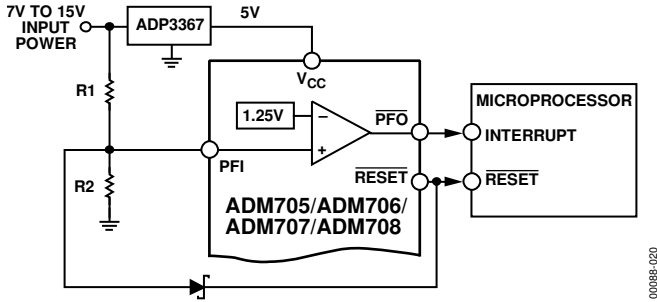 7V TO 15V
INPUT
POWER
ADP3367
5V
VCC
R1
1.25V
−
+
PFO
MICROPROCESSOR
INTERRUPT
PFI
R2
RESET
RESET
ADM705/ADM706/
ADM707/ADM708
00088-020